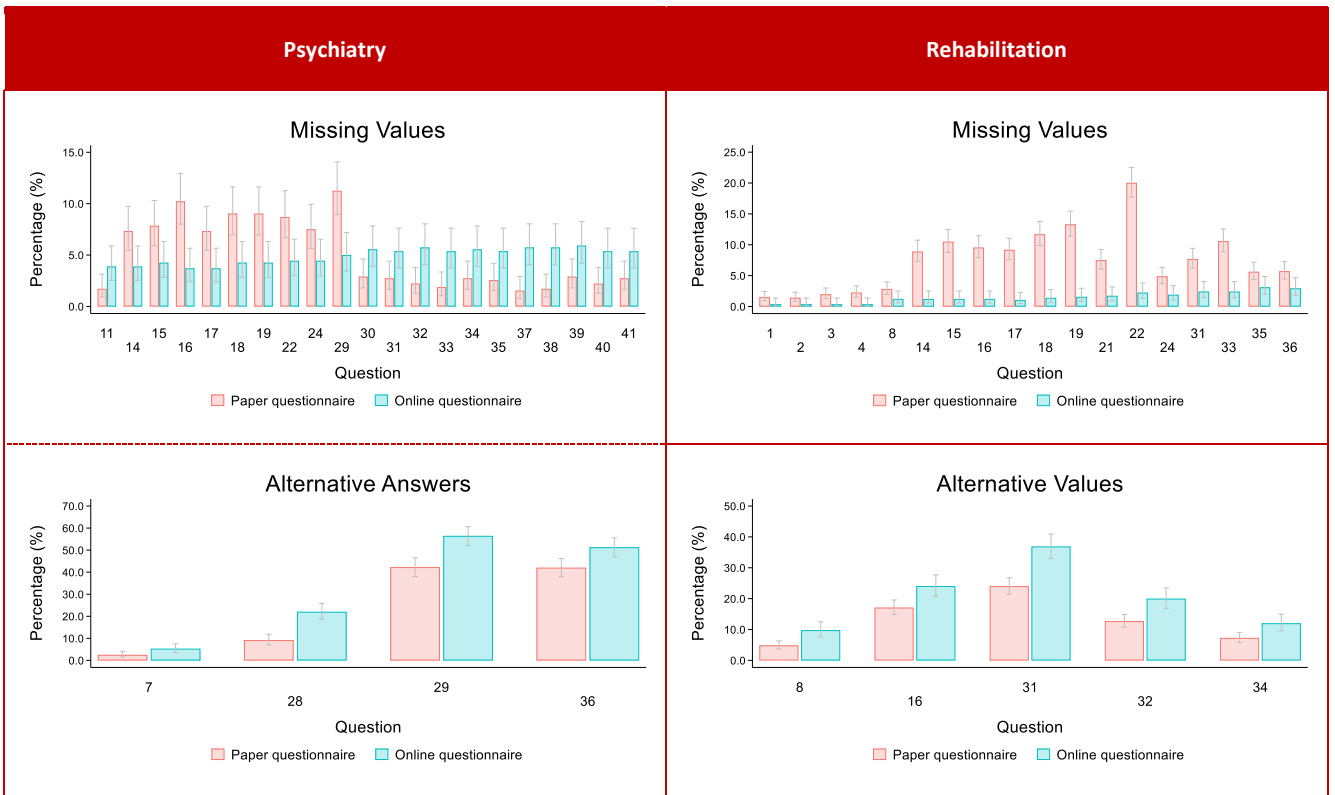 Psychiatry
Rehabilitation
Missing Values
Percentage (%)
15.0
10.0
5.0
0.0
11 15 17 19 24 30 32 34 37 39 41
14 16 18 22 29 31 33 35 38 40
Question
Paper questionnaire Online questionnaire
Missing Values
Percentage (%)
25.0
20.0
15.0
10.0
5.0
0.0
1 3 8 15 17 19 22 31 35
2 4 14 16 18 21 24 33 36
Question
Paper questionnaire Online questionnaire
Alternative Answers
Percentage (%)
70.0
60.0
50.0
40.0
30.0
20.0
10.0
0.0
7 29
28 36
Question
Paper questionnaire Online questionnaire
Alternative Values
Percentage (%)
50.0
40.0
30.0
20.0
10.0
0.0
8 31 34
16 32
Question
Paper questionnaire Online questionnaire